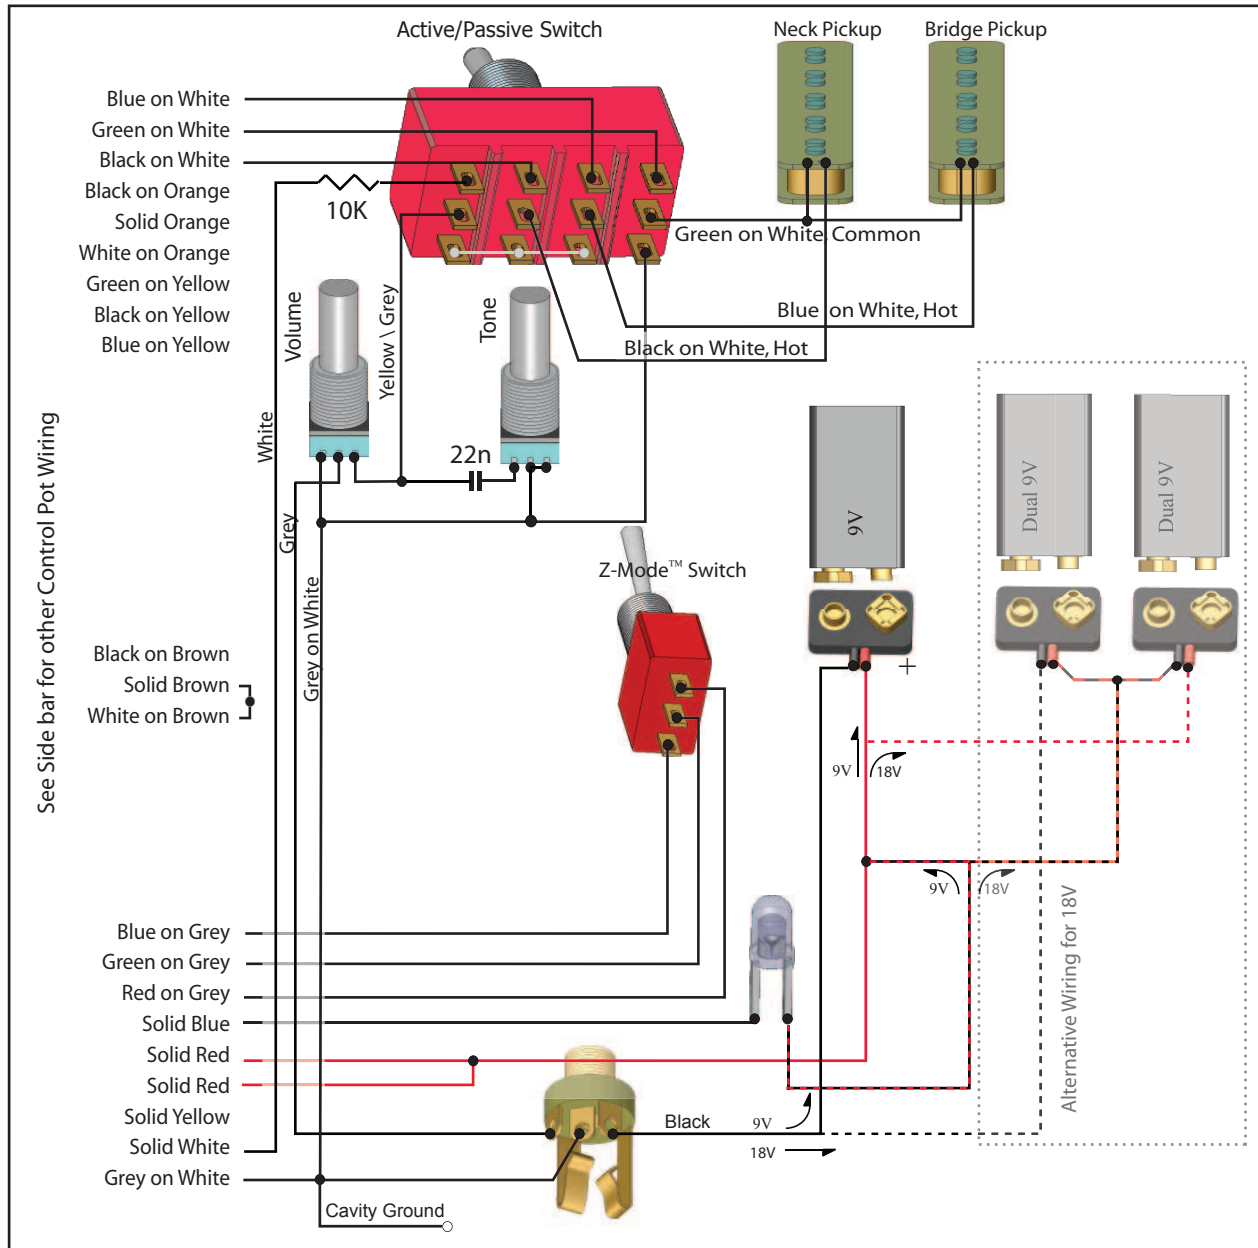 Active/Passive Switch
Neck Pickup
Bridge Pickup
Blue on White
Green on White
Black on White
Black on Orange
Solid Orange
White on Orange
Green on Yellow
Black on Yellow
Blue on Yellow
10K
Green on White, Common
Blue on White, Hot
Black on White, Hot
Volume
Tone
Yellow \ Grey
White
22n
Grey
Grey on White
See Side bar for other Control Pot Wiring
Z-Mode™ Switch
9V
Dual 9V
Dual 9V
+
Black on Brown
Solid Brown
White on Brown
9V
18V
9V
18V
Alternative Wiring for 18V
Blue on Grey
Green on Grey
Red on Grey
Solid Blue
Solid Red
Solid Red
Solid Yellow
Solid White
Grey on White
Black
9V
18V
Cavity Ground